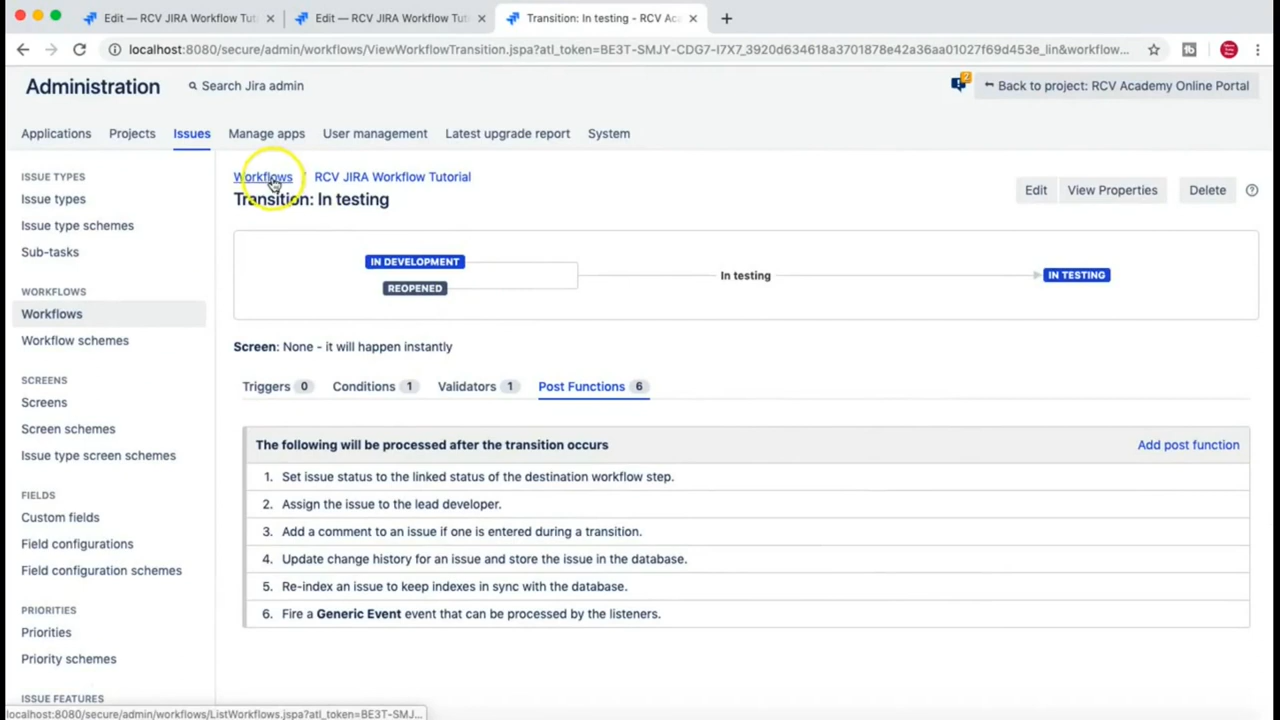 Edit — RCV JIRA Workflow Tut
Edit — RCV JIRA Workflow Tut
Transition: In testing - RCV Ac
localhost:8080/secure/admin/workflows/ViewWorkflowTransition.jspa?atl_token=BE3T-SMJY-CDG7-I7X7_3920d634618a3701878e42a36aa01027f69d453e_lin&workflow...
Administration
Search Jira admin
2
Back to project: RCV Academy Online Portal
Applications Projects Issues Manage apps User management Latest upgrade report System
ISSUE TYPES
Issue types
Issue type schemes
Sub-tasks
WORKFLOWS
Workflows
Workflow schemes
SCREENS
Screens
Screen schemes
Issue type screen schemes
FIELDS
Custom fields
Field configurations
Field configuration schemes
PRIORITIES
Priorities
Priority schemes
ISSUE FEATURES
Workflows / RCV JIRA Workflow Tutorial
Transition: In testing
Edit View Properties Delete
IN DEVELOPMENT
REOPENED
In testing
IN TESTING
Screen: None - it will happen instantly
Triggers 0 Conditions 1 Validators 1 Post Functions 6
The following will be processed after the transition occurs
Add post function
1. Set issue status to the linked status of the destination workflow step.
2. Assign the issue to the lead developer.
3. Add a comment to an issue if one is entered during a transition.
4. Update change history for an issue and store the issue in the database.
5. Re-index an issue to keep indexes in sync with the database.
6. Fire a Generic Event event that can be processed by the listeners.
localhost:8080/secure/admin/workflows/ListWorkflows.jspa?atl_token=BE3T-SMJ...